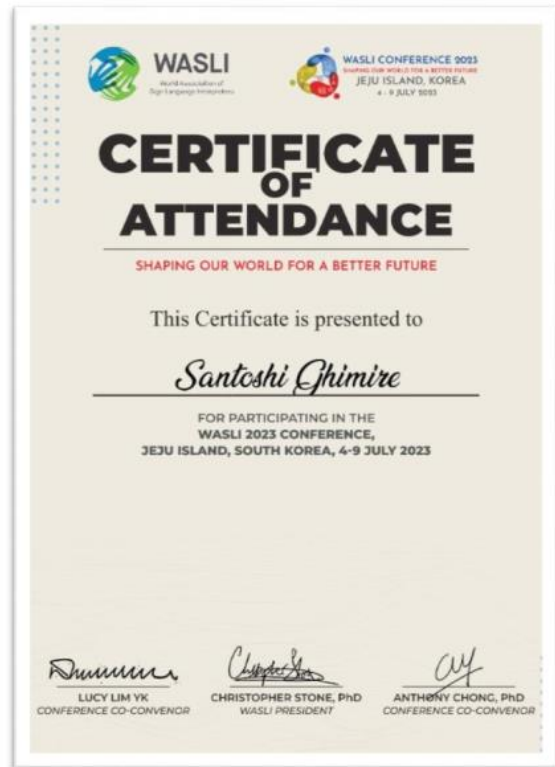 WASLI
World Association of
Sign Language Interpreters
WASLI CONFERENCE 2023
SHAPING OUR WORLD FOR A BETTER FUTURE
JEJU ISLAND, KOREA
4 - 9 JULY 2023
CERTIFICATE
OF
ATTENDANCE
SHAPING OUR WORLD FOR A BETTER FUTURE
This Certificate is presented to
Santoshi Ghimire
FOR PARTICIPATING IN THE
WASLI 2023 CONFERENCE,
JEJU ISLAND, SOUTH KOREA, 4-9 JULY 2023
LUCY LIM YK
CONFERENCE CO-CONVENOR
CHRISTOPHER STONE, PhD
WASLI PRESIDENT
ANTHONY CHONG, PhD
CONFERENCE CO-CONVENOR